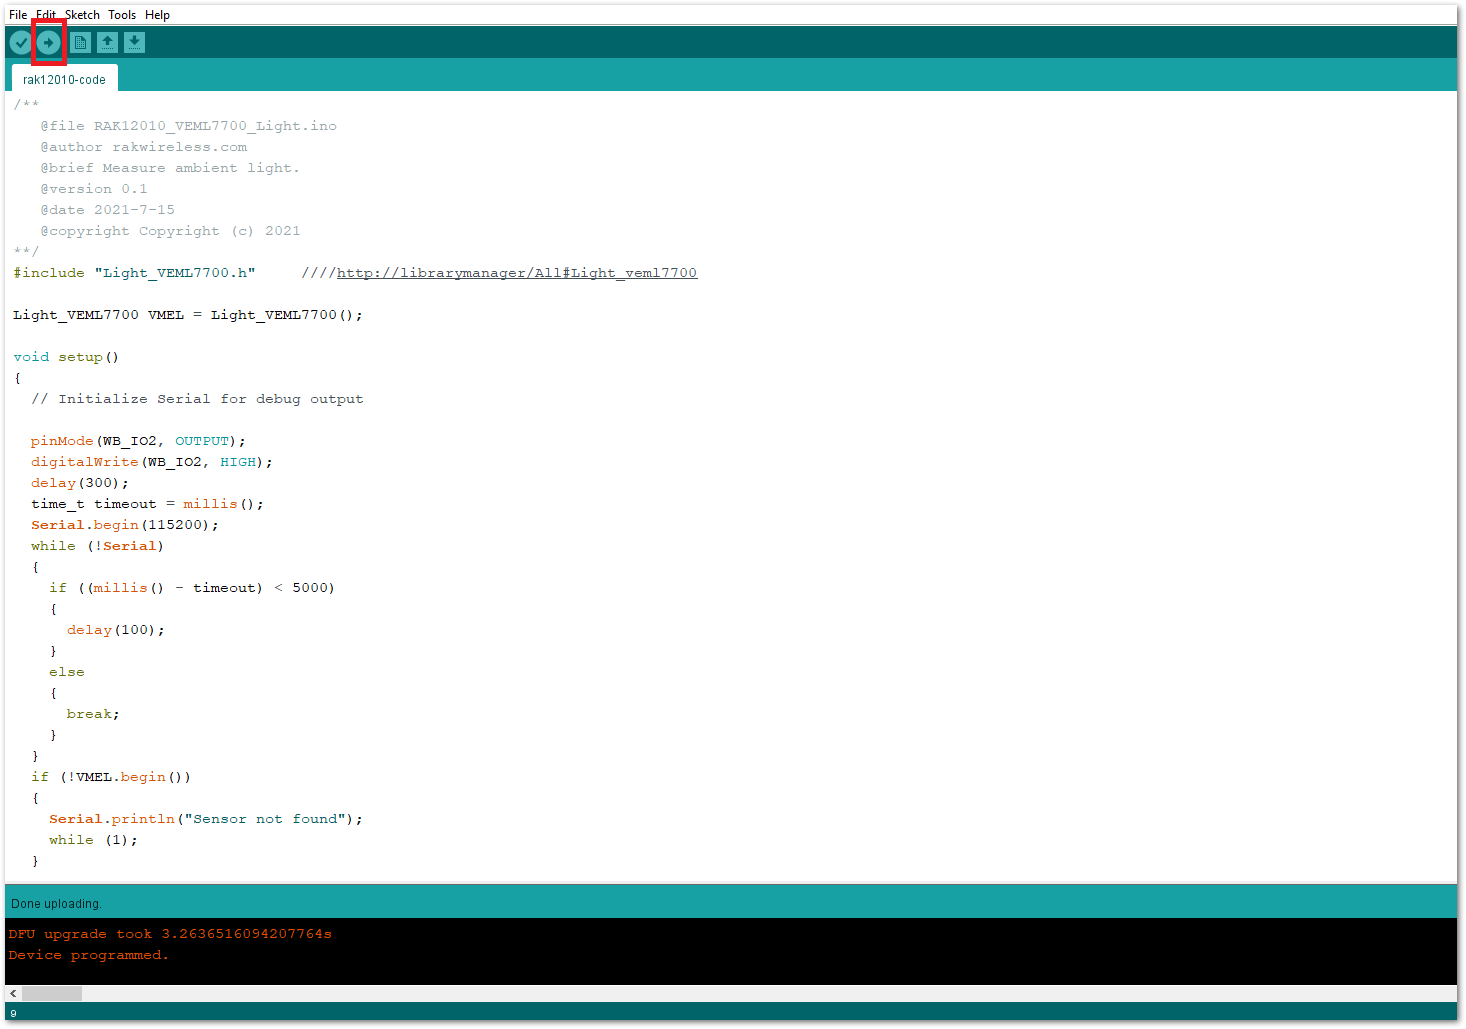 File Edit Sketch Tools Help
rak12010-code
/**
   @file RAK12010_VEML7700_Light.ino
   @author rakwireless.com
   @brief Measure ambient light.
   @version 0.1
   @date 2021-7-15
   @copyright Copyright (c) 2021
**/
#include "Light_VEML7700.h"     ////http://librarymanager/All#Light_veml7700
Light_VEML7700 VMEL = Light_VEML7700();
void setup()
{
  // Initialize Serial for debug output
  pinMode(WB_IO2, OUTPUT);
  digitalWrite(WB_IO2, HIGH);
  delay(300);
  time_t timeout = millis();
  Serial.begin(115200);
  while (!Serial)
  {
    if ((millis() - timeout) < 5000)
    {
      delay(100);
    }
    else
    {
      break;
    }
  }
  if (!VMEL.begin())
  {
    Serial.println("Sensor not found");
    while (1);
  }
Done uploading.
DFU upgrade took 3.2636516094207764s
Device programmed.
9